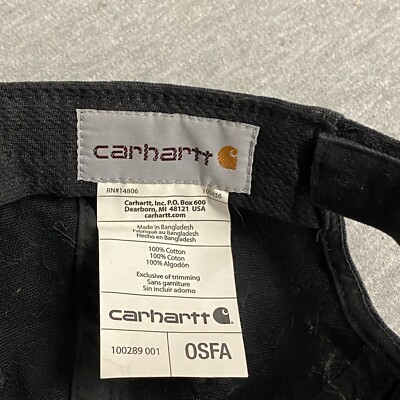 carhartt
RN#14806
Carhartt, Inc. P.O. Box 600
Dearborn, MI 48121 USA
carhartt.com
Made in Bangladesh
Fabriqué au Bangladesh
Hecho en Bangladesh
100% Cotton
100% Coton
100% Algodón
Exclusive of trimming
Sans garniture
Sin incluir adorno
carhartt
100289 001 OSFA